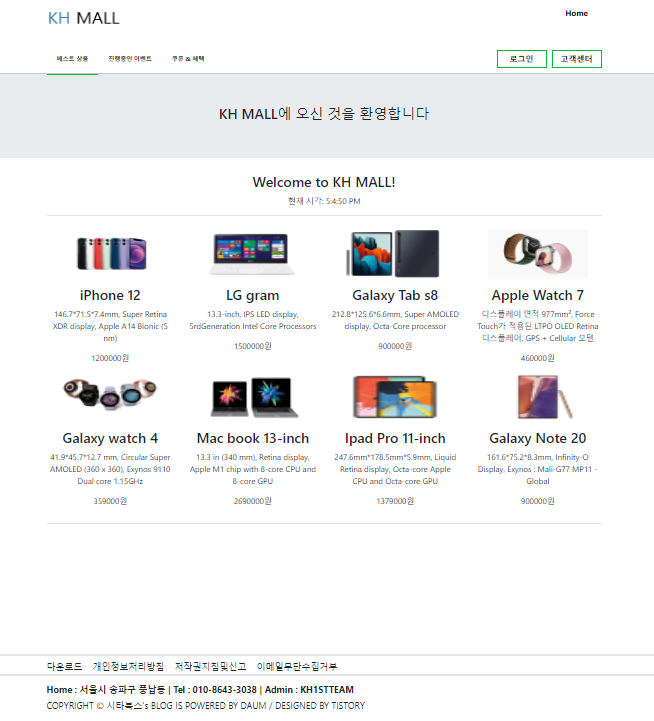 KH MALL
Home
베스트 상품 진행중인 이벤트 쿠폰 & 혜택
로그인 고객센터
KH MALL에 오신 것을 환영합니다
Welcome to KH MALL!
현재 시각: 5:4:50 PM
iPhone 12
146.7*71.5*7.4mm, Super Retina
XDR display, Apple A14 Bionic (5
nm)
1200000원
LG gram
13.3-inch, IPS LED display,
5rdGeneration Intel Core Processors
1500000원
Galaxy Tab s8
212.8*125.6*6.6mm, Super AMOLED
display, Octa-Core processor
900000원
Apple Watch 7
디스플레이 면적 977mm², Force
Touch가 적용된 LTPO OLED Retina
디스플레이, GPS + Cellular 모델
460000원
Galaxy watch 4
41.9*45.7*12.7 mm, Circular Super
AMOLED (360 x 360), Exynos 9110
Dual core 1.15GHz
359000원
Mac book 13-inch
13.3 in (340 mm), Retina display,
Apple M1 chip with 8-core CPU and
8-core GPU
2690000원
Ipad Pro 11-inch
247.6mm*178.5mm*5.9mm, Liquid
Retina display, Octa-core Apple
CPU and Octa-core GPU
1379000원
Galaxy Note 20
161.6*75.2*8.3mm, Infinity-O
Display, Exynos : Mali-G77 MP11 -
Global
900000원
다운로드 개인정보처리방침 저작권지침및신고 이메일무단수집거부
Home : 서울시 송파구 풍납동 | Tel : 010-8643-3038 | Admin : KH1STTEAM
COPYRIGHT © 시타북스's BLOG IS POWERED BY DAUM / DESIGNED BY TISTORY